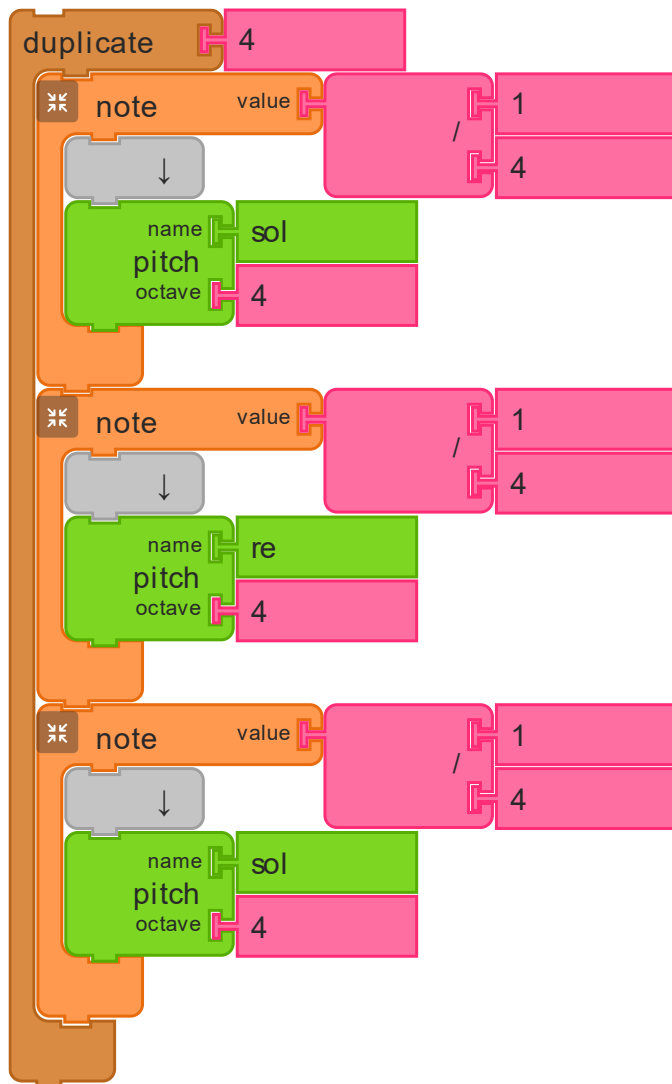 duplicate 4
note value 1 / 4
↓
name sol
pitch
octave 4
note value 1 / 4
↓
name re
pitch
octave 4
note value 1 / 4
↓
name sol
pitch
octave 4